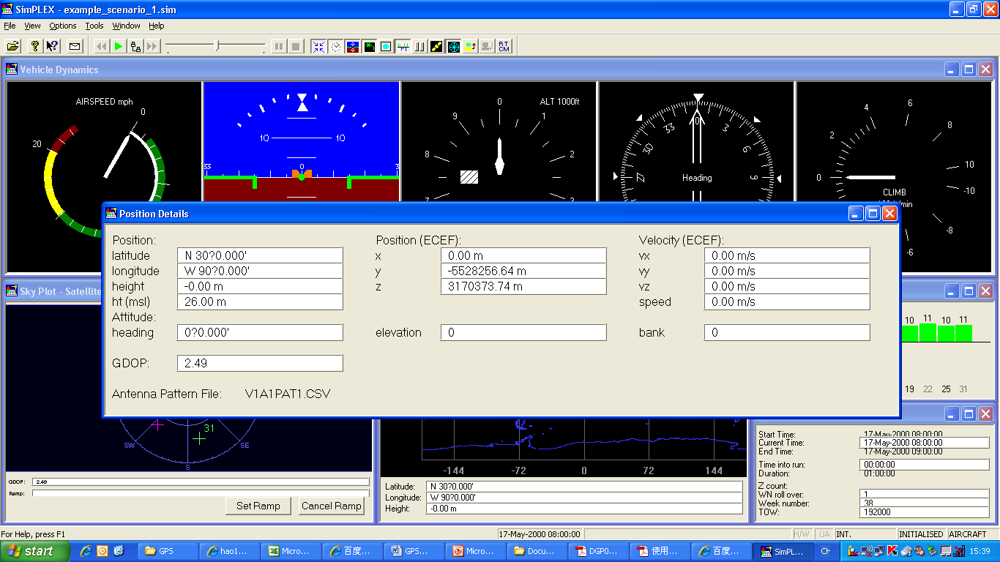 SimPLEX - example_scenario_1.sim
File View Options Tools Window Help
RT CM
Vehicle Dynamics
AIRSPEED mph
0
20
10 10
33 0 3
0
ALT 1000ft
9 1
8 2
7
0
33 3
30 6
Heading
4 6 8
2 10
0 -10
CLIMB
-8
-6
Position Details
Position: Position (ECEF): Velocity (ECEF):
latitude N 30?0.000' x 0.00 m vx 0.00 m/s
longitude W 90?0.000' y -5528256.64 m vy 0.00 m/s
height -0.00 m z 3170373.74 m vz 0.00 m/s
ht (msl) 26.00 m speed 0.00 m/s
Attitude:
heading 0?0.000' elevation 0 bank 0
GDOP: 2.49
Antenna Pattern File: V1A1PAT1.CSV
Sky Plot - Satellite
31
SW SE
S
GDOP: 2.49
Ramp:
Set Ramp Cancel Ramp
-144 -72 0 72 144
Latitude: N 30?0.000'
Longitude: W 90?0.000'
Height: -0.00 m
10 11 10 11
19 22 25 31
Start Time: 17-May-2000 08:00:00
Current Time: 17-May-2000 08:00:00
End Time: 17-May-2000 09:00:00
Time into run: 00:00:00
Duration: 01:00:00
Z count:
WN roll over: 1
Week number: 38
TOW: 192000
For Help, press F1 17-May-2000 08:00:00 H/W UA INT. INITIALISED AIRCRAFT
start GPS hao1... Micro... 百度... GPS... Micro... Docu... DGP0... 使用... 百度... SimPL... CH 15:39